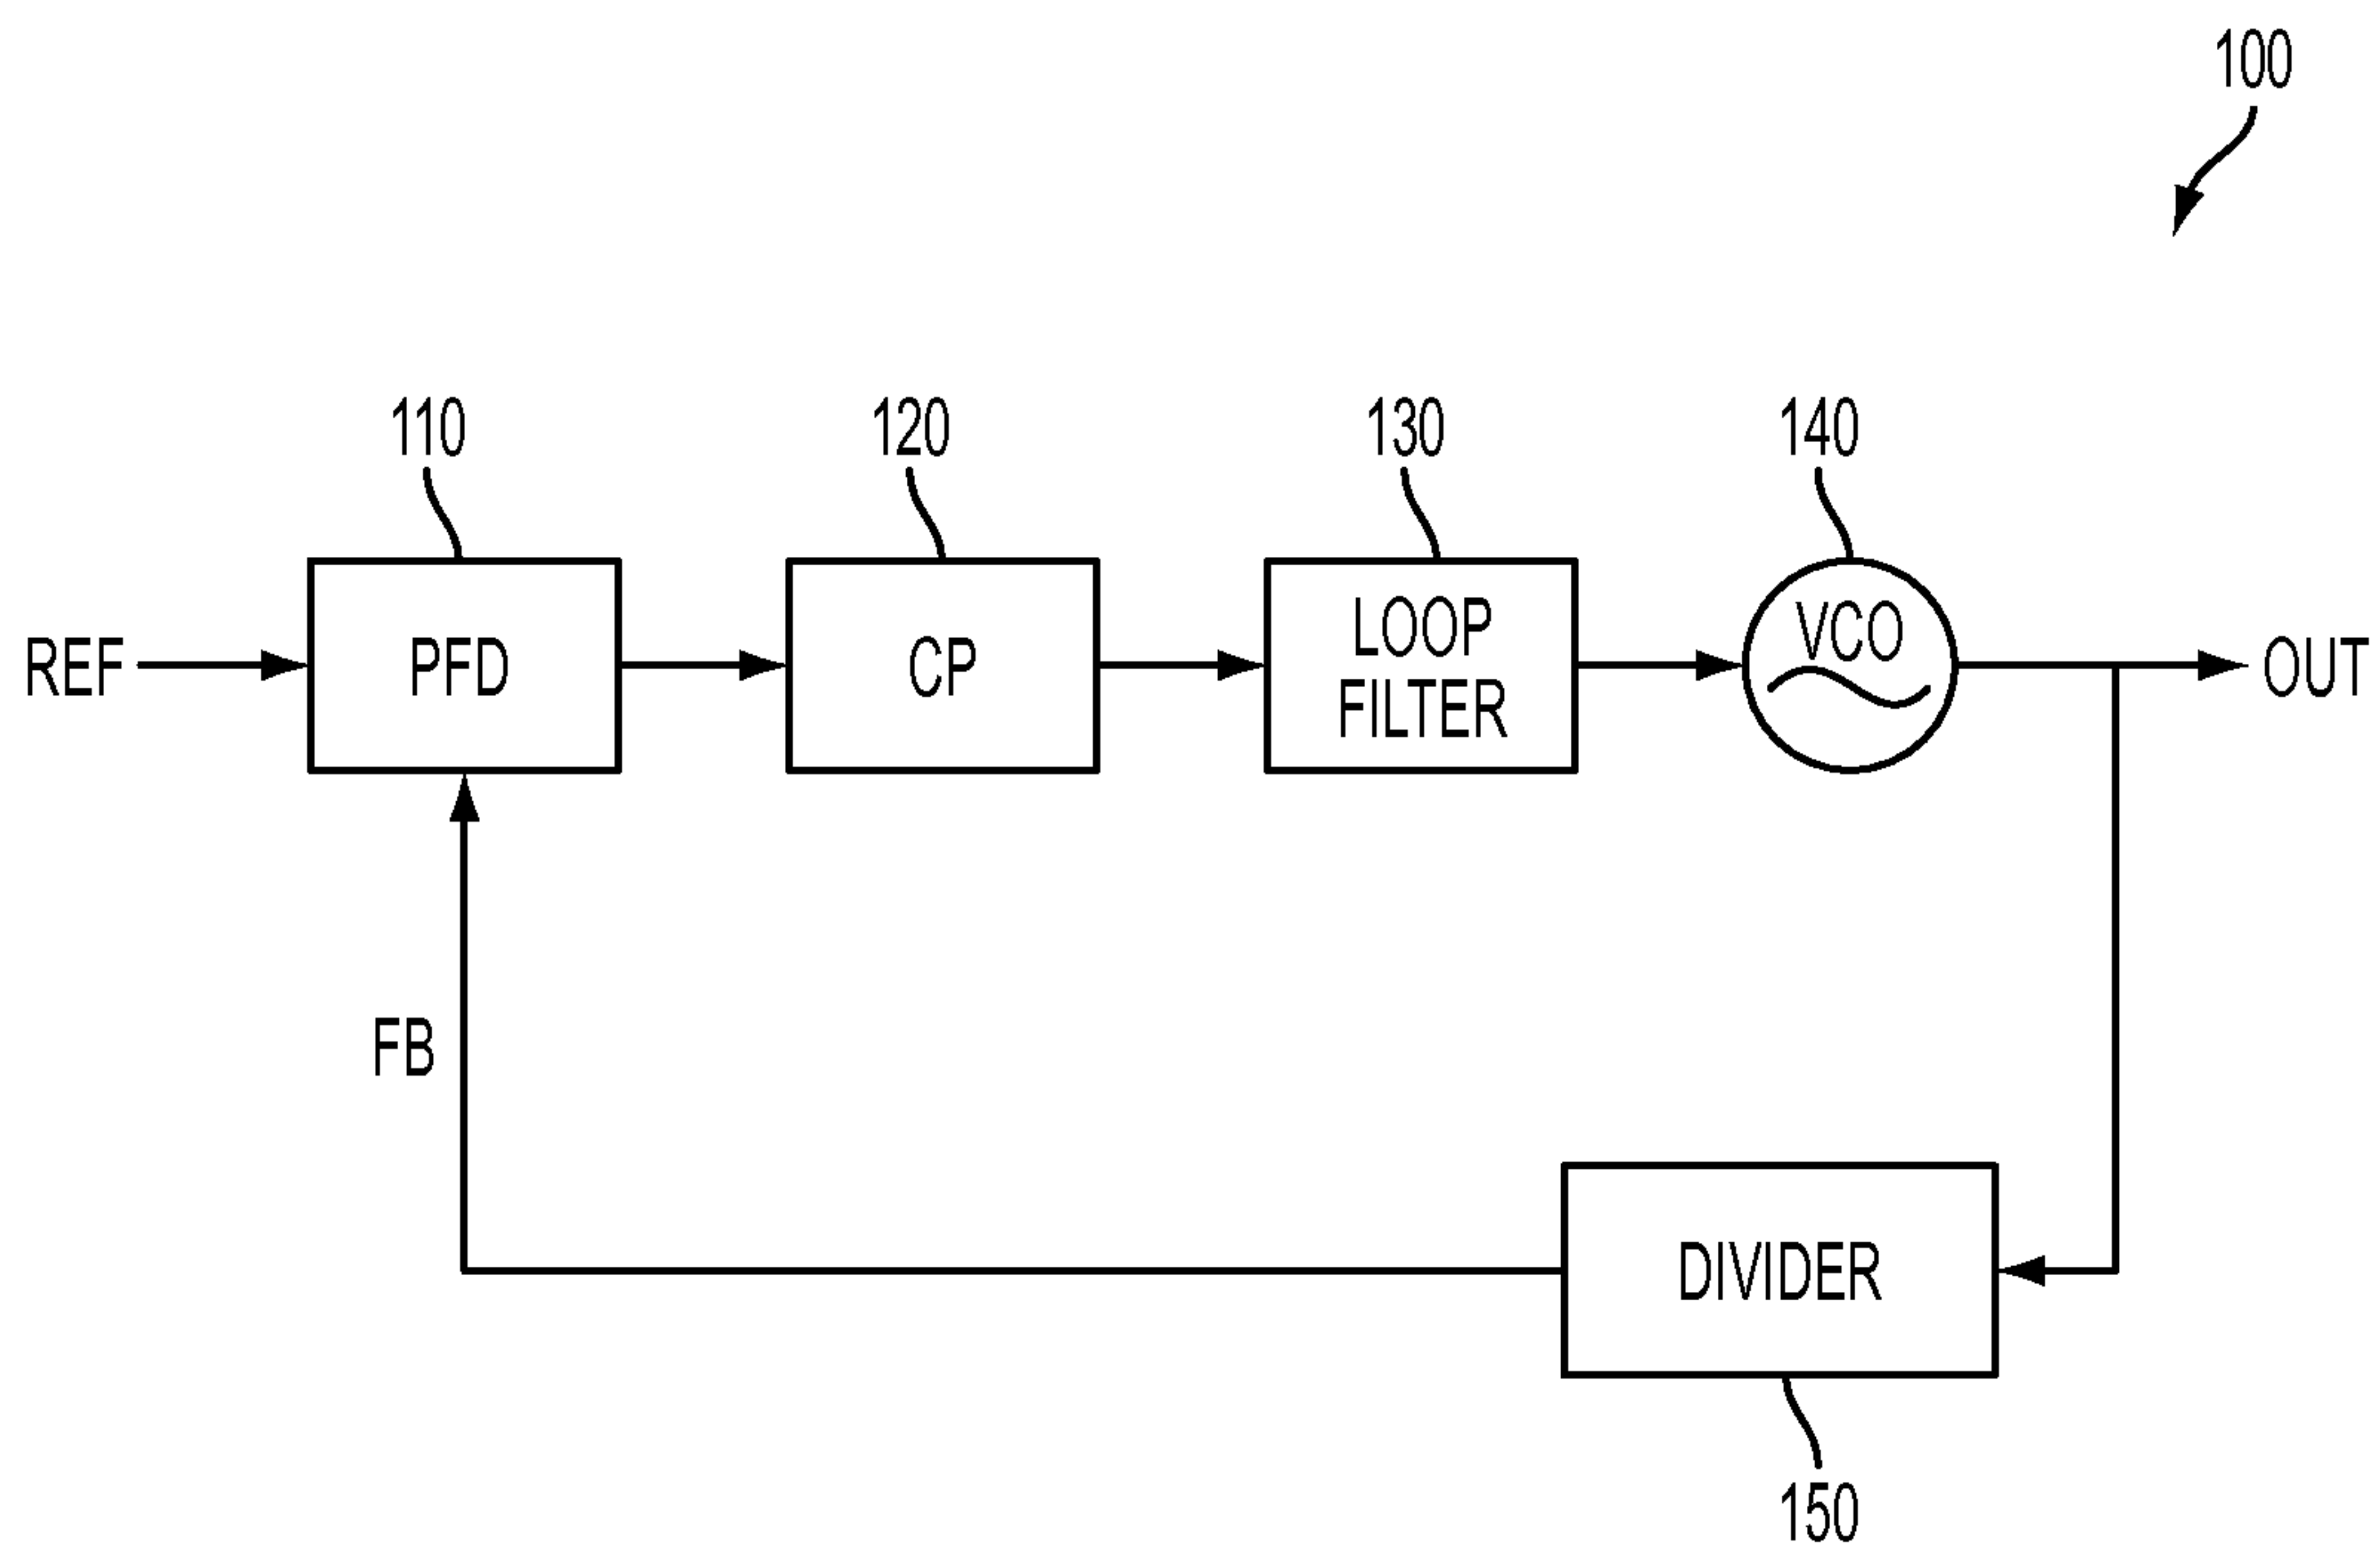 100
110
120
130
140
REF
PFD
CP
LOOP
FILTER
VCO
OUT
FB
DIVIDER
150